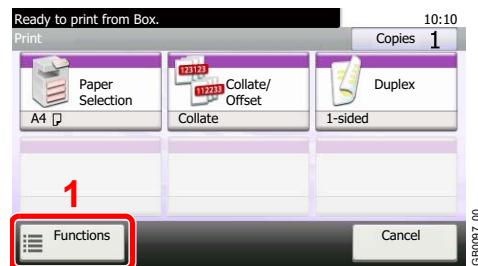 Ready to print from Box.
10:10
Print
Copies 1
123123
112233
Paper
Selection
Collate/
Offset
Duplex
A4
Collate
1-sided
1
Functions
Cancel
GB0097_00